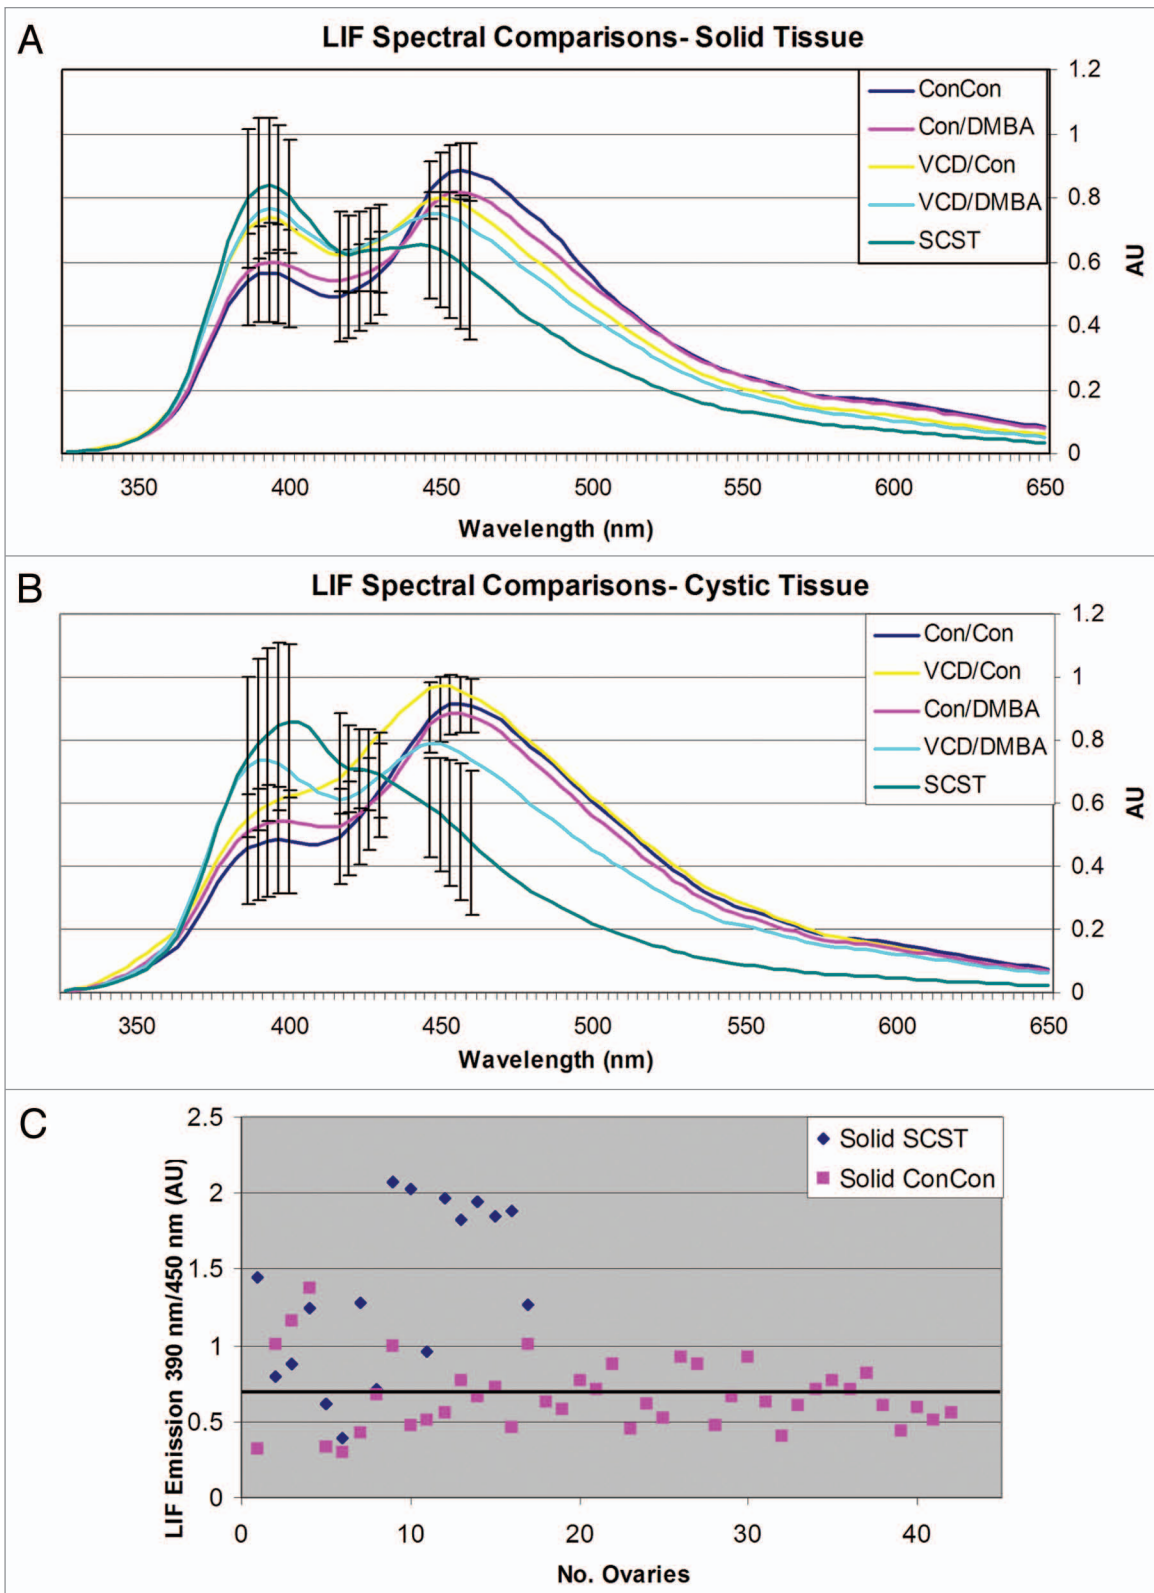 A
LIF Spectral Comparisons- Solid Tissue
ConCon
Con/DMBA
VCD/Con
VCD/DMBA
SCST
1.2
1
0.8
0.6
0.4
0.2
0
AU
350 400 450 500 550 600 650
Wavelength (nm)
B
LIF Spectral Comparisons- Cystic Tissue
Con/Con
VCD/Con
Con/DMBA
VCD/DMBA
SCST
1.2
1
0.8
0.6
0.4
0.2
0
AU
350 400 450 500 550 600 650
Wavelength (nm)
C
LIF Emission 390 nm/450 nm (AU)
2.5
2
1.5
1
0.5
0
Solid SCST
Solid ConCon
0 10 20 30 40
No. Ovaries